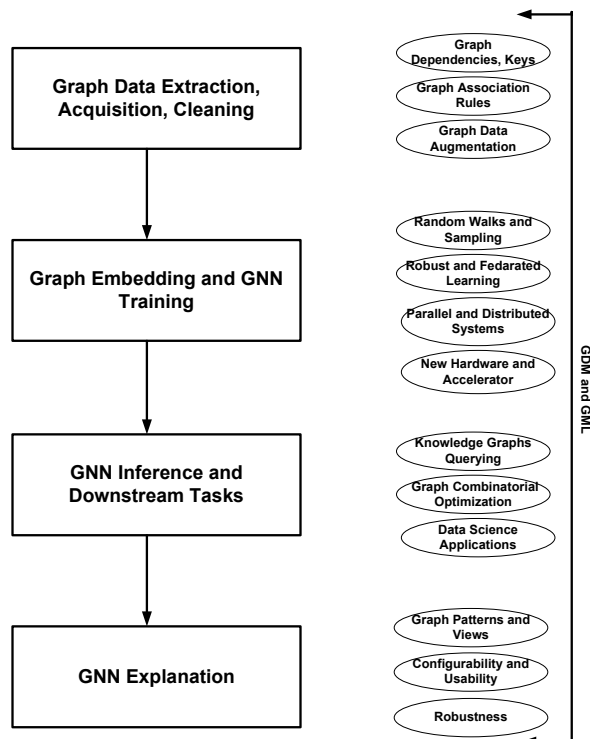 Graph Data Extraction,
Acquisition, Cleaning
Graph
Dependencies, Keys
Graph Association
Rules
Graph Data
Augmentation
Graph Embedding and GNN
Training
Random Walks and
Sampling
Robust and Fedarated
Learning
Parallel and Distributed
Systems
New Hardware and
Accelerator
GNN Inference and
Downstream Tasks
Knowledge Graphs
Querying
Graph Combinatorial
Optimization
Data Science
Applications
GNN Explanation
Graph Patterns and
Views
Configurability and
Usability
Robustness
GDM and GML